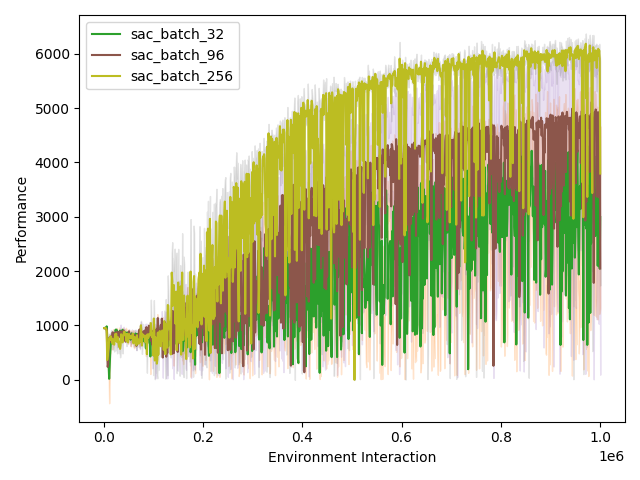 sac_batch_32
sac_batch_96
sac_batch_256
6000
5000
4000
3000
2000
1000
0
Performance
0.0 0.2 0.4 0.6 0.8 1.0
1e6
Environment Interaction